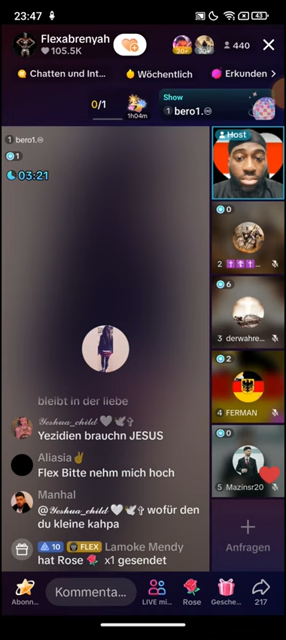 23:47
43
Flexabrenyah
105.5K
440
Chatten und Int...
Wöchentlich
Erkunden >
0/1
1h04m
Show
1 bero1.♾
1 bero1.♾
1
03:21
Host
0
2 ✝✝✝...
6
3 derwahre...
2
4 FERMAN
0
5 Mazinsr20
Anfragen
bleibt in der liebe
Yeshua_child 🤍🕊✞
Yezidien brauchn JESUS
Aliasia✌
Flex Bitte nehm mich hoch
Manhal
@Yeshua_child 🤍🕊✞ wofür den
du kleine kahpa
10 FLEX Lamoke Mendy
hat Rose 🌹 x1 gesendet
Abonn...
Kommenta...
LIVE mi...
Rose
Gesche...
217